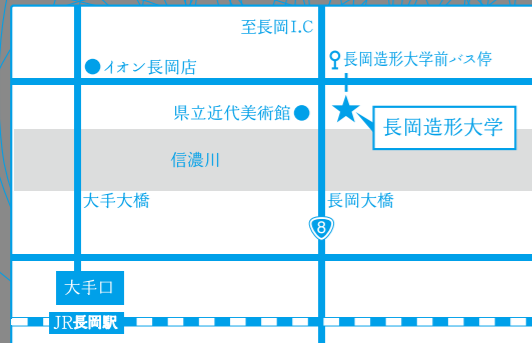 至長岡I.C
長岡造形大学前バス停
イオン長岡店
県立近代美術館
長岡造形大学
信濃川
大手大橋
長岡大橋
8
大手口
JR長岡駅